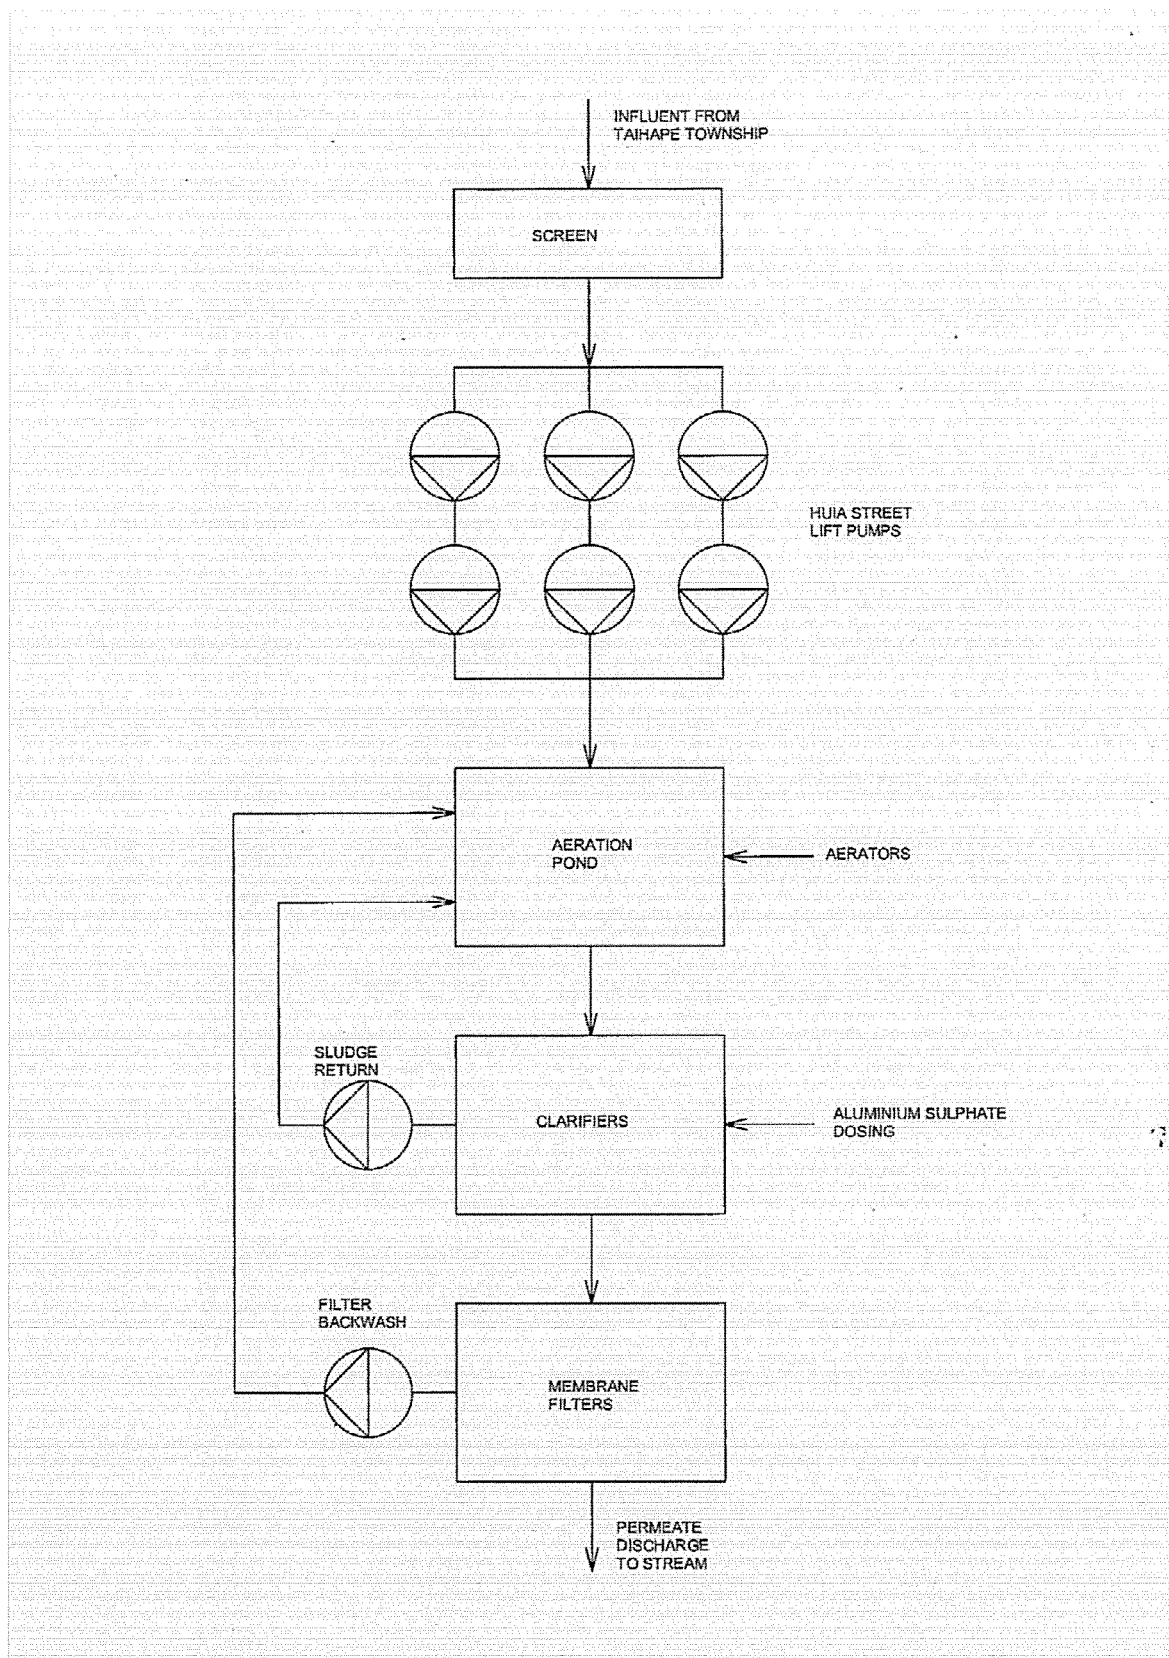 INFLUENT FROM
TAIHAPE TOWNSHIP
SCREEN
HUIA STREET
LIFT PUMPS
AERATION
POND
AERATORS
SLUDGE
RETURN
CLARIFIERS
ALUMINIUM SULPHATE
DOSING
FILTER
BACKWASH
MEMBRANE
FILTERS
PERMEATE
DISCHARGE
TO STREAM